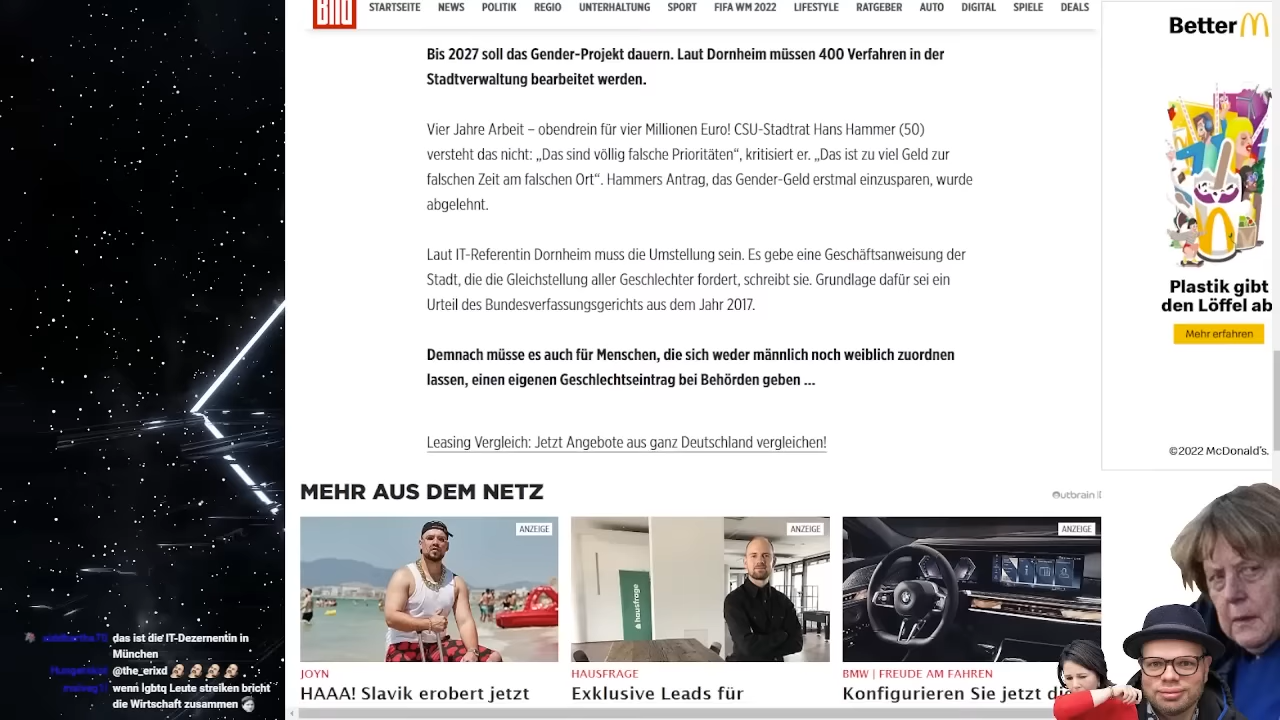 Bild
STARTSEITE NEWS POLITIK REGIO UNTERHALTUNG SPORT FIFA WM 2022 LIFESTYLE RATGEBER AUTO DIGITAL SPIELE DEALS
Bis 2027 soll das Gender-Projekt dauern. Laut Dornheim müssen 400 Verfahren in der
Stadtverwaltung bearbeitet werden.
Vier Jahre Arbeit – obendrein für vier Millionen Euro! CSU-Stadtrat Hans Hammer (50)
versteht das nicht: „Das sind völlig falsche Prioritäten“, kritisiert er. „Das ist zu viel Geld zur
falschen Zeit am falschen Ort“. Hammers Antrag, das Gender-Geld erstmal einzusparen, wurde
abgelehnt.
Laut IT-Referentin Dornheim muss die Umstellung sein. Es gebe eine Geschäftsanweisung der
Stadt, die die Gleichstellung aller Geschlechter fordert, schreibt sie. Grundlage dafür sei ein
Urteil des Bundesverfassungsgerichts aus dem Jahr 2017.
Demnach müsse es auch für Menschen, die sich weder männlich noch weiblich zuordnen
lassen, einen eigenen Geschlechtseintrag bei Behörden geben ...
Leasing Vergleich: Jetzt Angebote aus ganz Deutschland vergleichen!
Better
Plastik gibt
den Löffel ab
Mehr erfahren
©2022 McDonald's.
MEHR AUS DEM NETZ
Outbrain
ANZEIGE
ANZEIGE
ANZEIGE
hausfrage
JOYN
HAAA! Slavik erobert jetzt
HAUSFRAGE
Exklusive Leads für
BMW | FREUDE AM FAHREN
Konfigurieren Sie jetzt di
das ist die IT-Dezernentin in
München
@the_erixd
wenn lgbtq Leute streiken bricht
die Wirtschaft zusammen